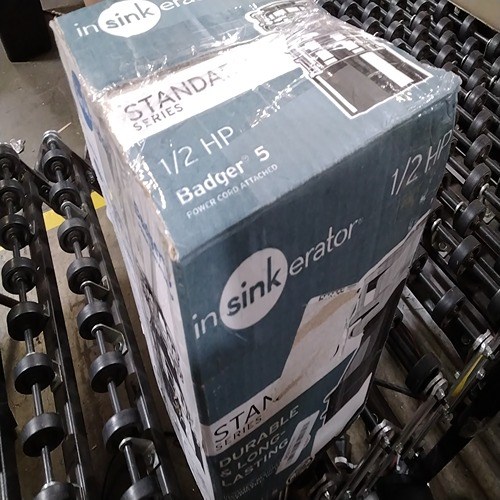 insinkerator
STANDA
SERIES
1/2 HP
Badger 5
POWER CORD ATTACHED
1/2 HP
insinkerator
STAN
SERIES
DURABLE
LONG-
LASTING